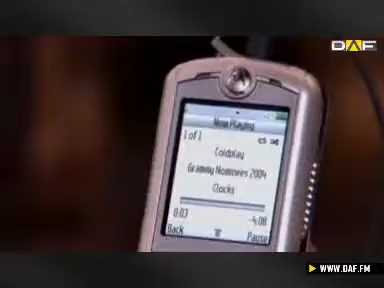 DAF
Now Playing
1 of 1
Coldplay
Grammy Nominees 2004
Clocks
0:03 -4:08
Back Pause
WWW.DAF.FM